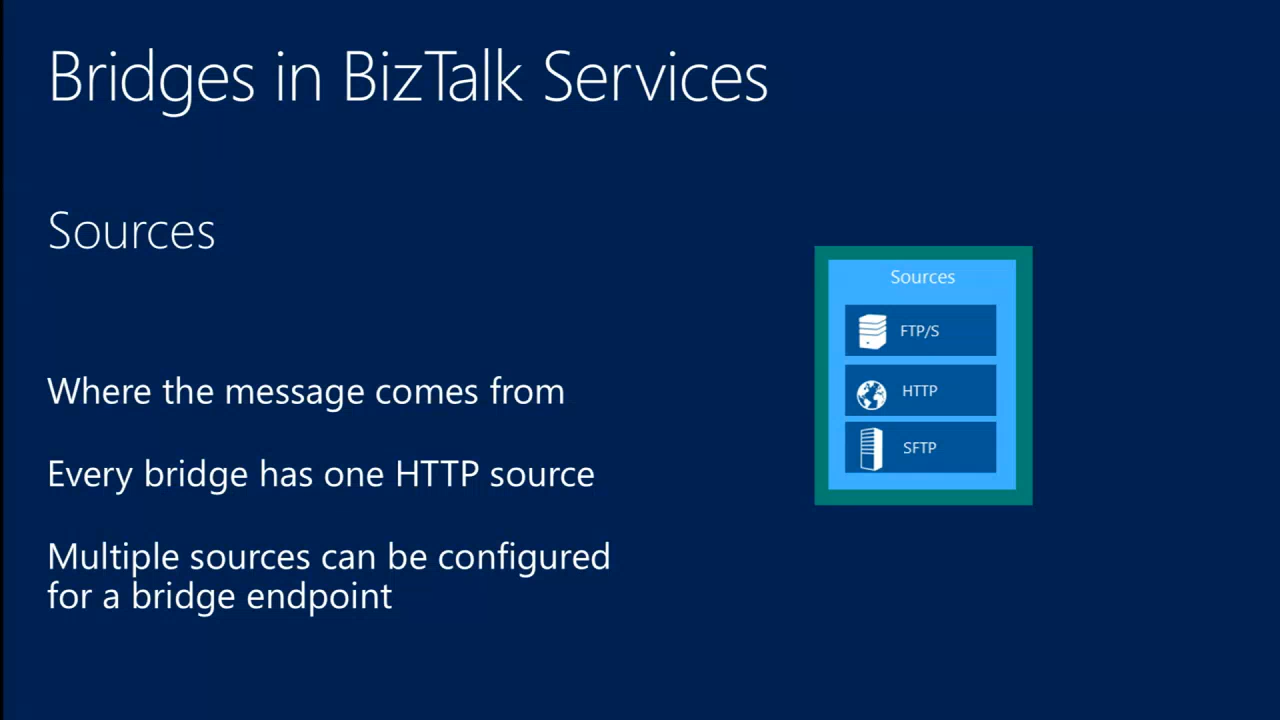 Bridges in BizTalk Services
Sources
Where the message comes from
Every bridge has one HTTP source
Multiple sources can be configured
for a bridge endpoint
Sources
FTP/S
HTTP
SFTP